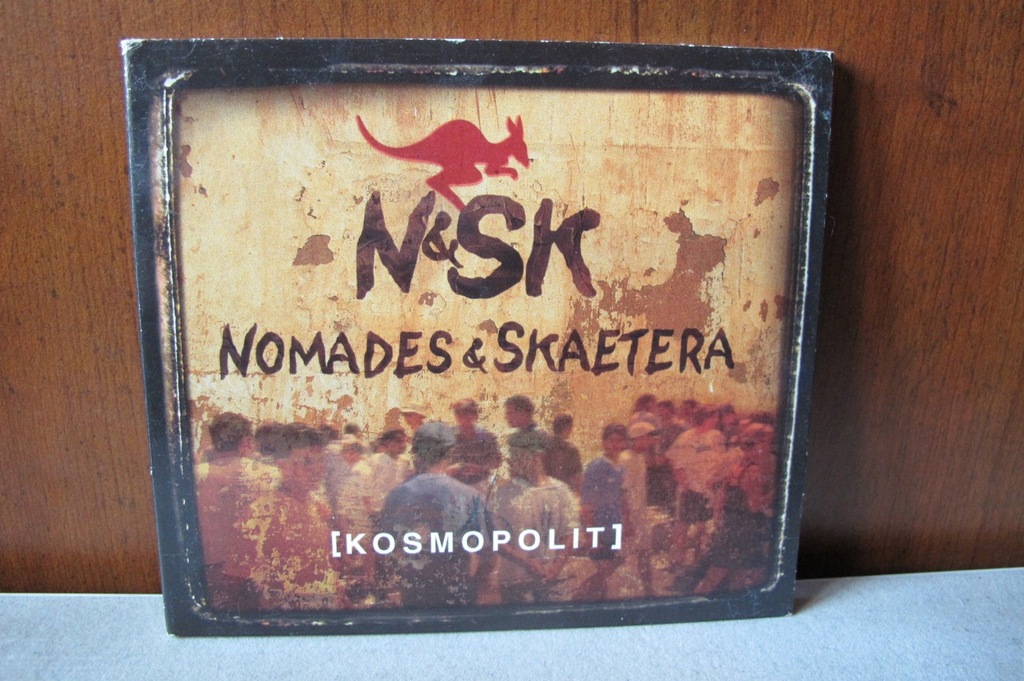 N&SK
NOMADES & SKAETERA
[KOSMOPOLIT]